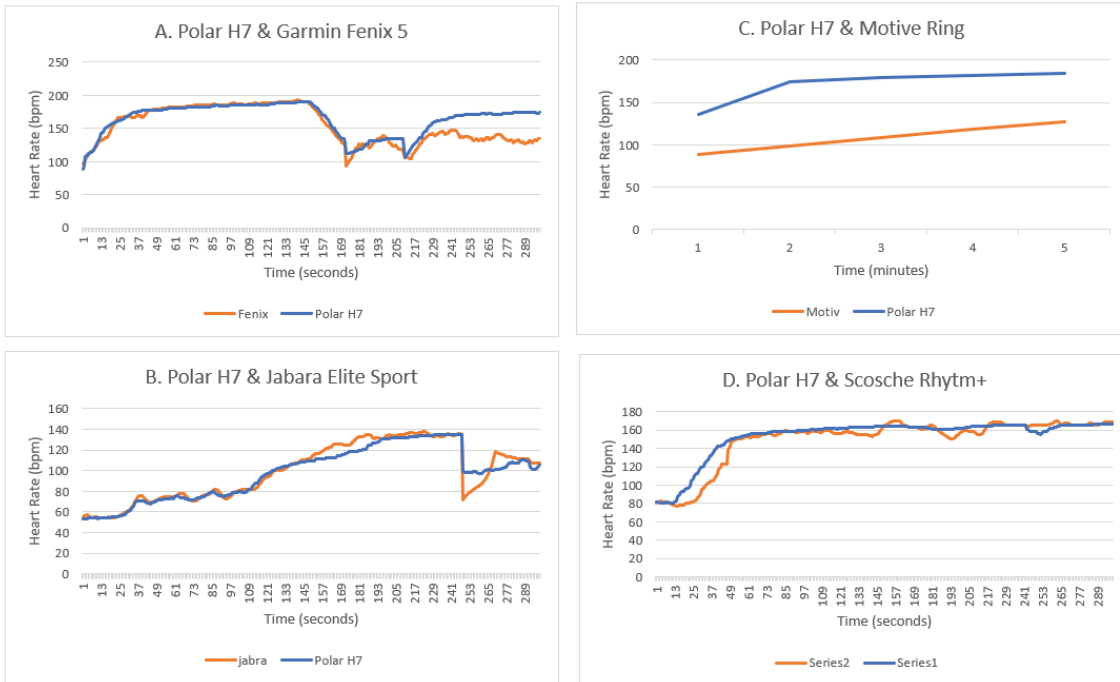 A. Polar H7 & Garmin Fenix 5
Heart Rate (bpm)
250
200
150
100
50
0
1 13 25 37 49 61 73 85 97 109 121 133 145 157 169 181 193 205 217 229 241 253 265 277 289
Time (seconds)
Fenix Polar H7
C. Polar H7 & Motive Ring
Heart Rate (bpm)
200
150
100
50
0
1 2 3 4 5
Time (minutes)
Motiv Polar H7
B. Polar H7 & Jabara Elite Sport
Heart Rate (bpm)
160
140
120
100
80
60
40
20
0
1 13 25 37 49 61 73 85 97 109 121 133 145 157 169 181 193 205 217 229 241 253 265 277 289
Time (seconds)
jabra Polar H7
D. Polar H7 & Scosche Rhytm+
Heart Rate (bpm)
180
160
140
120
100
80
60
40
20
0
1 13 25 37 49 61 73 85 97 109 121 133 145 157 169 181 193 205 217 229 241 253 265 277 289
Time (seconds)
Series2 Series1